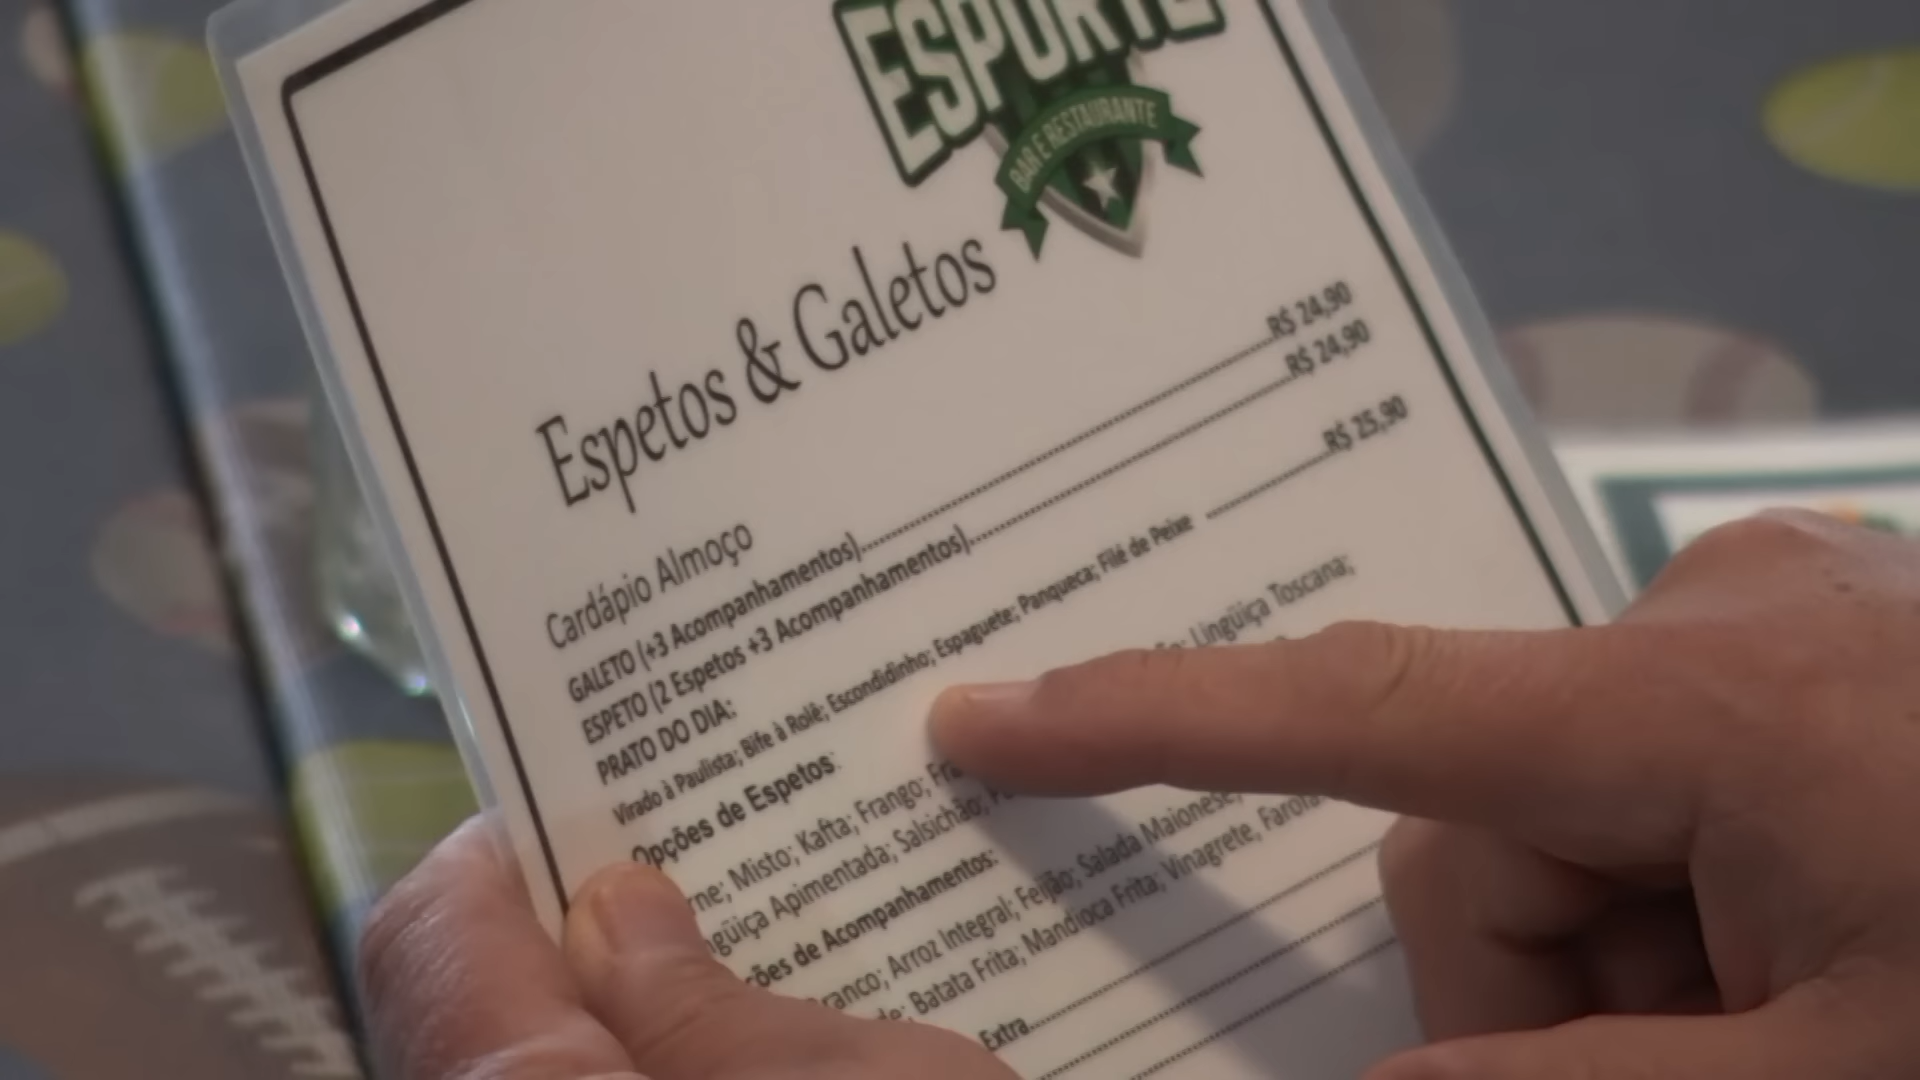 ESPORTE
BAR E RESTAURANTE
Espetos & Galetos
Cardápio Almoço
GALETO (+3 Acompanhamentos)....................R$ 24,90
ESPETO (2 Espetos +3 Acompanhamentos)....................R$ 24,90
PRATO DO DIA:
Virado à Paulista; Bife à Rolê; Escondidinho; Espaguete; Panqueca; Filé de Peixe ....................R$ 25,90
Opções de Espetos:
Misto; Kafta; Frango; Lingüiça Toscana;
Apimentada; Salsichão;
de Acompanhamentos:
Arroz Integral; Feijão; Salada Maionese;
Batata Frita; Mandioca Frita; Vinagrete, Farofa
Extra....................